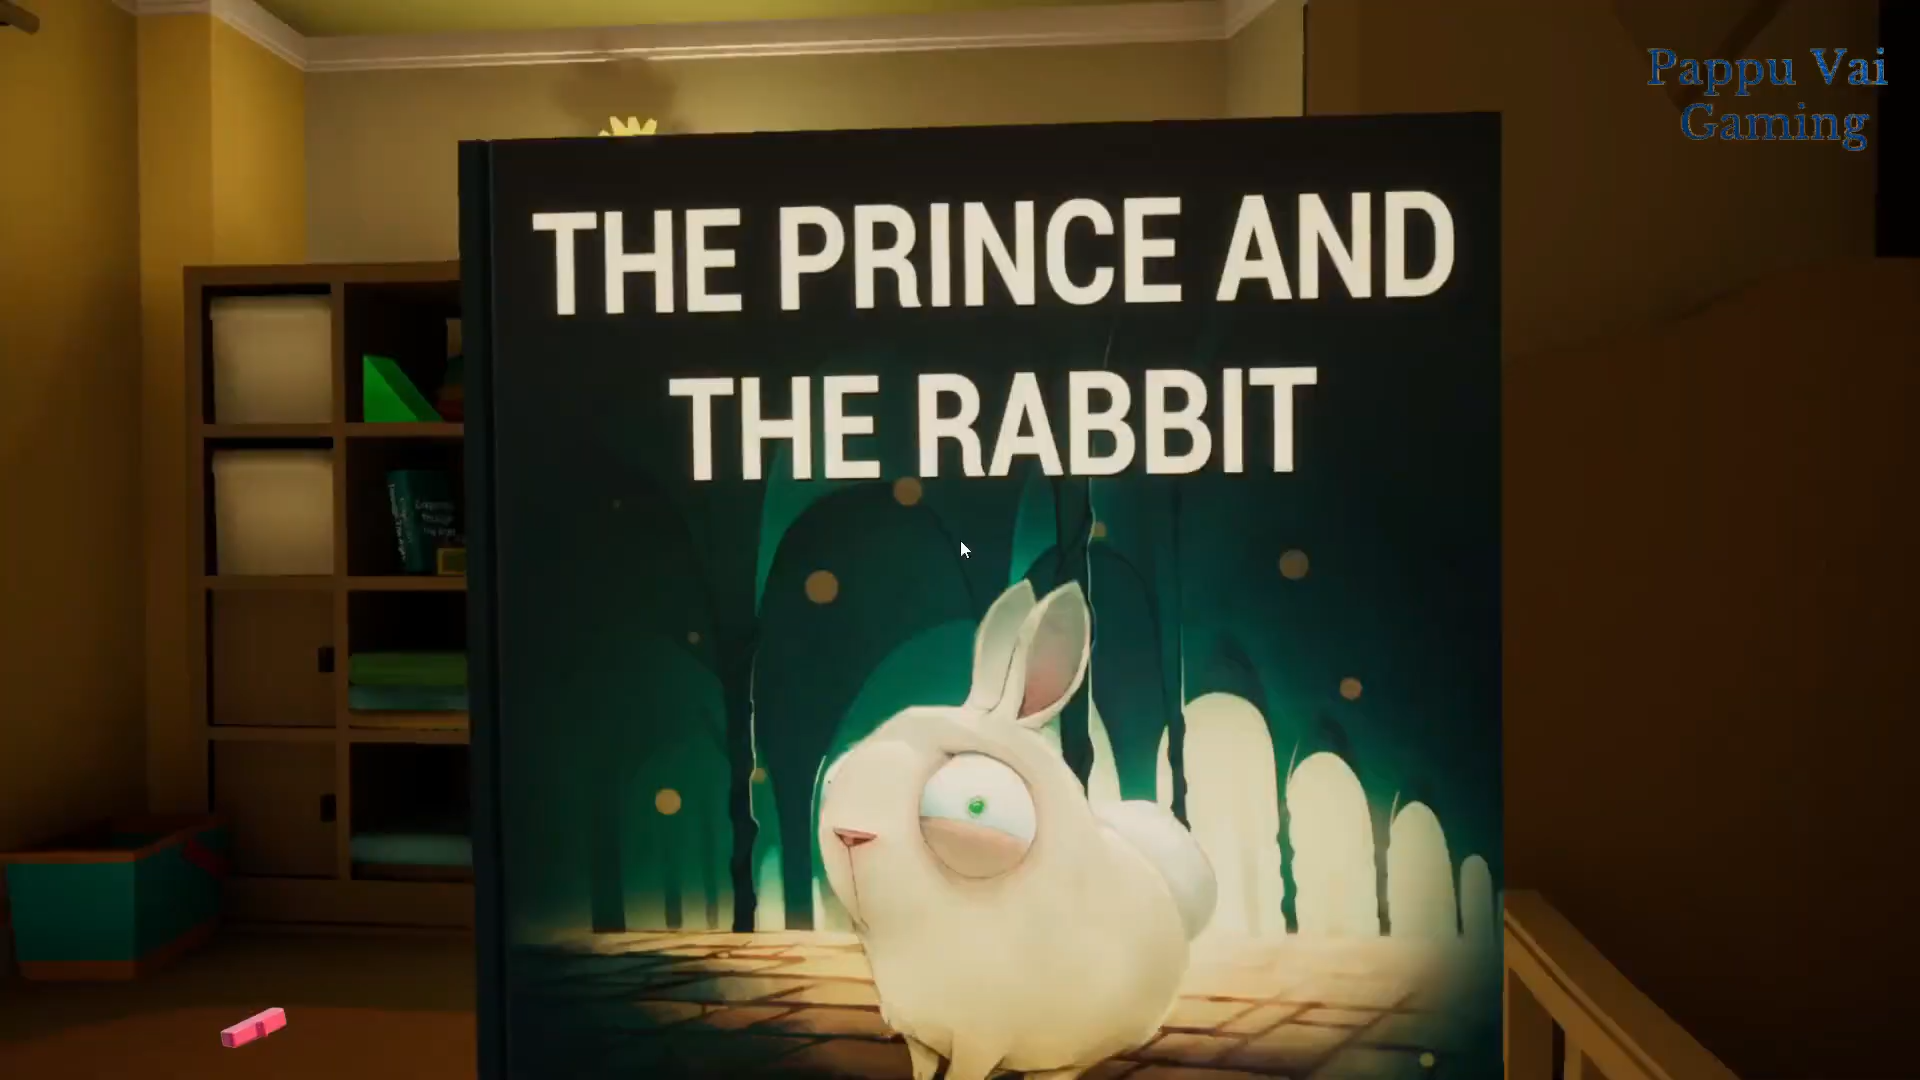 Pappu Vai
Gaming
THE PRINCE AND
THE RABBIT